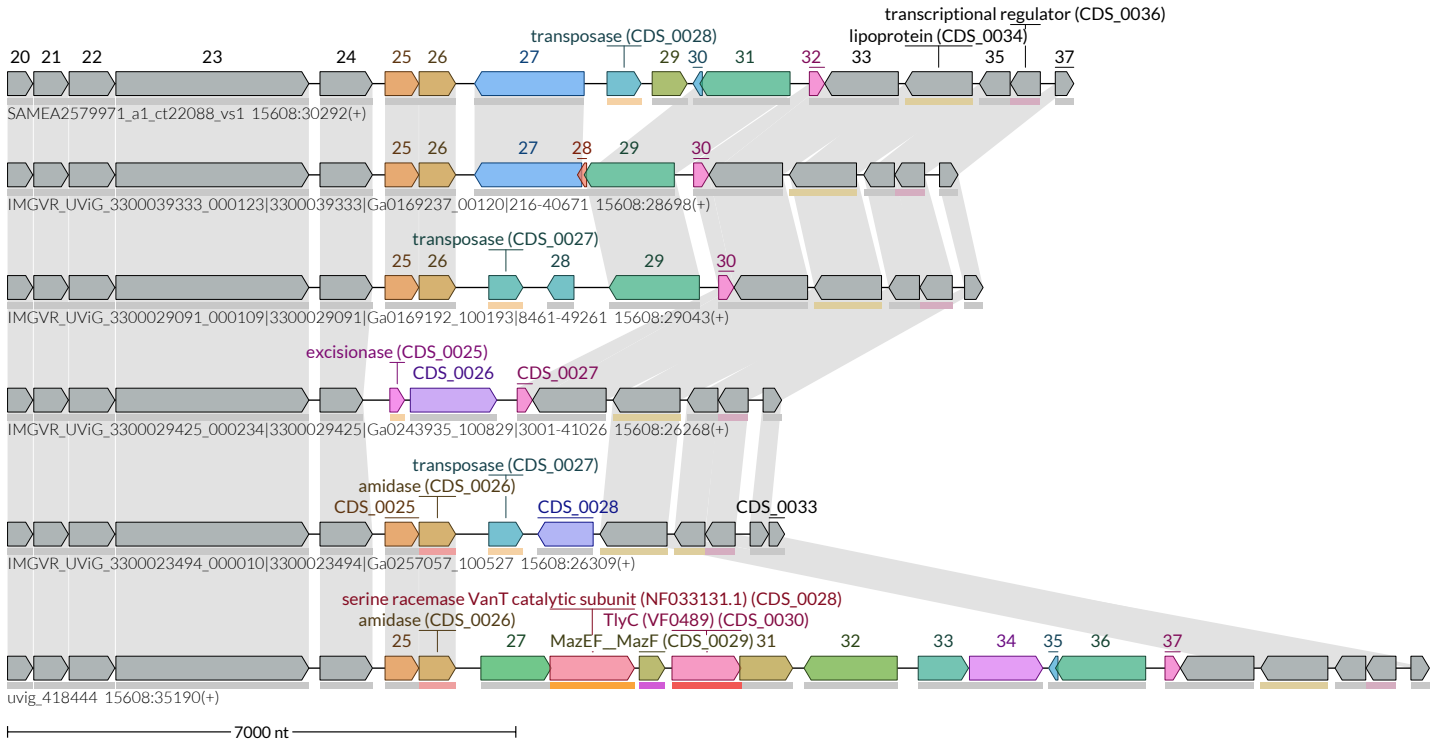 transcriptional regulator (CDS_0036)
transposase (CDS_0028) lipoprotein (CDS_0034)
20 21 22 23 24 25 26 27 29 30 31 32 33 35 37
SAMEA2579971_a1_ct22088_vs1 15608:30292(+)
25 26 27 28 29 30
IMGVR_UViG_3300039333_000123|3300039333|Ga0169237_00120|216-40671 15608:28698(+)
transposase (CDS_0027)
25 26 28 29 30
IMGVR_UViG_3300029091_000109|3300029091|Ga0169192_100193|8461-49261 15608:29043(+)
excisionase (CDS_0025)
CDS_0026 CDS_0027
IMGVR_UViG_3300029425_000234|3300029425|Ga0243935_100829|3001-41026 15608:26268(+)
transposase (CDS_0027)
amidase (CDS_0026)
CDS_0025 CDS_0028 CDS_0033
IMGVR_UViG_3300023494_000010|3300023494|Ga0257057_100527 15608:26309(+)
serine racemase VanT catalytic subunit (NF033131.1) (CDS_0028)
amidase (CDS_0026) TlyC (VF0489) (CDS_0030)
25 27 MazEF_MazF (CDS_0029) 31 32 33 34 35 36 37
uvig_418444 15608:35190(+)
7000 nt